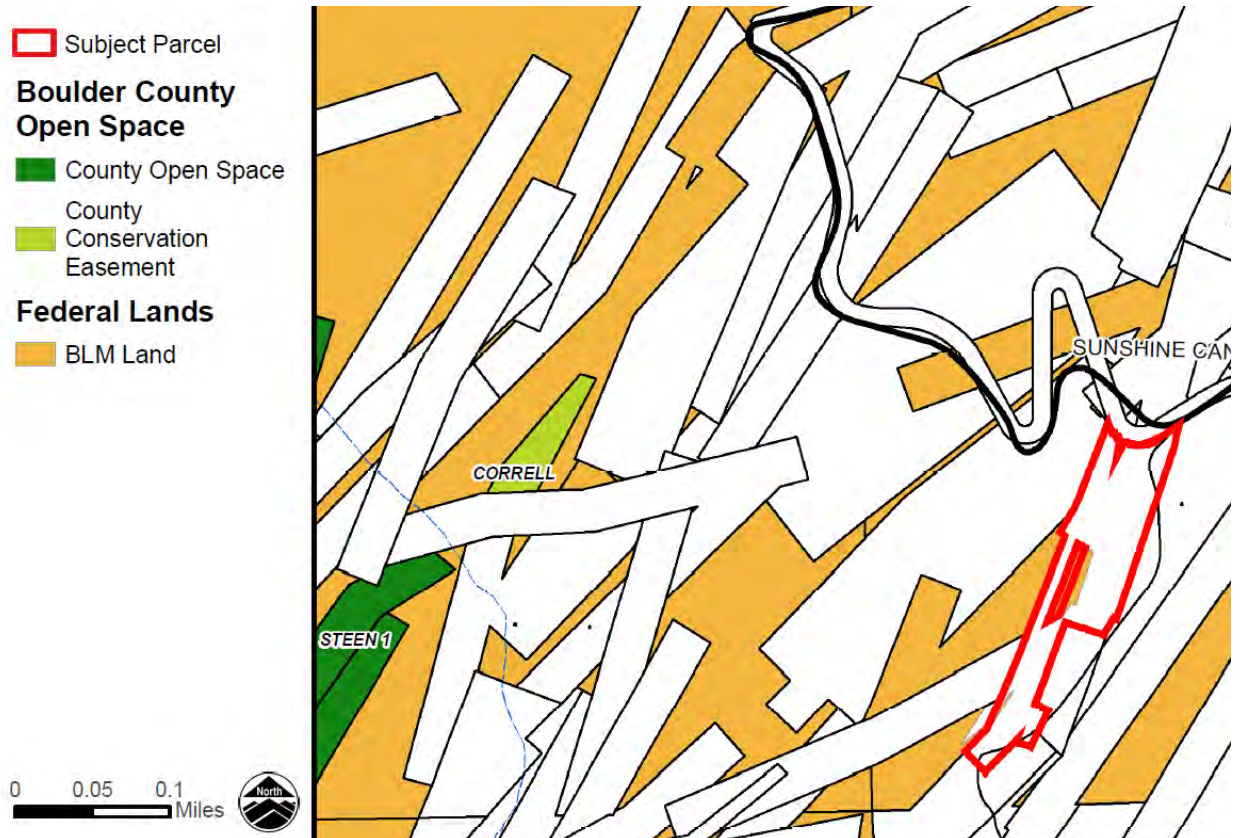 Subject Parcel
Boulder County
Open Space
County Open Space
County
Conservation
Easement
Federal Lands
BLM Land
0 0.05 0.1
Miles
North
SUNSHINE CAN
CORRELL
STEEN 1